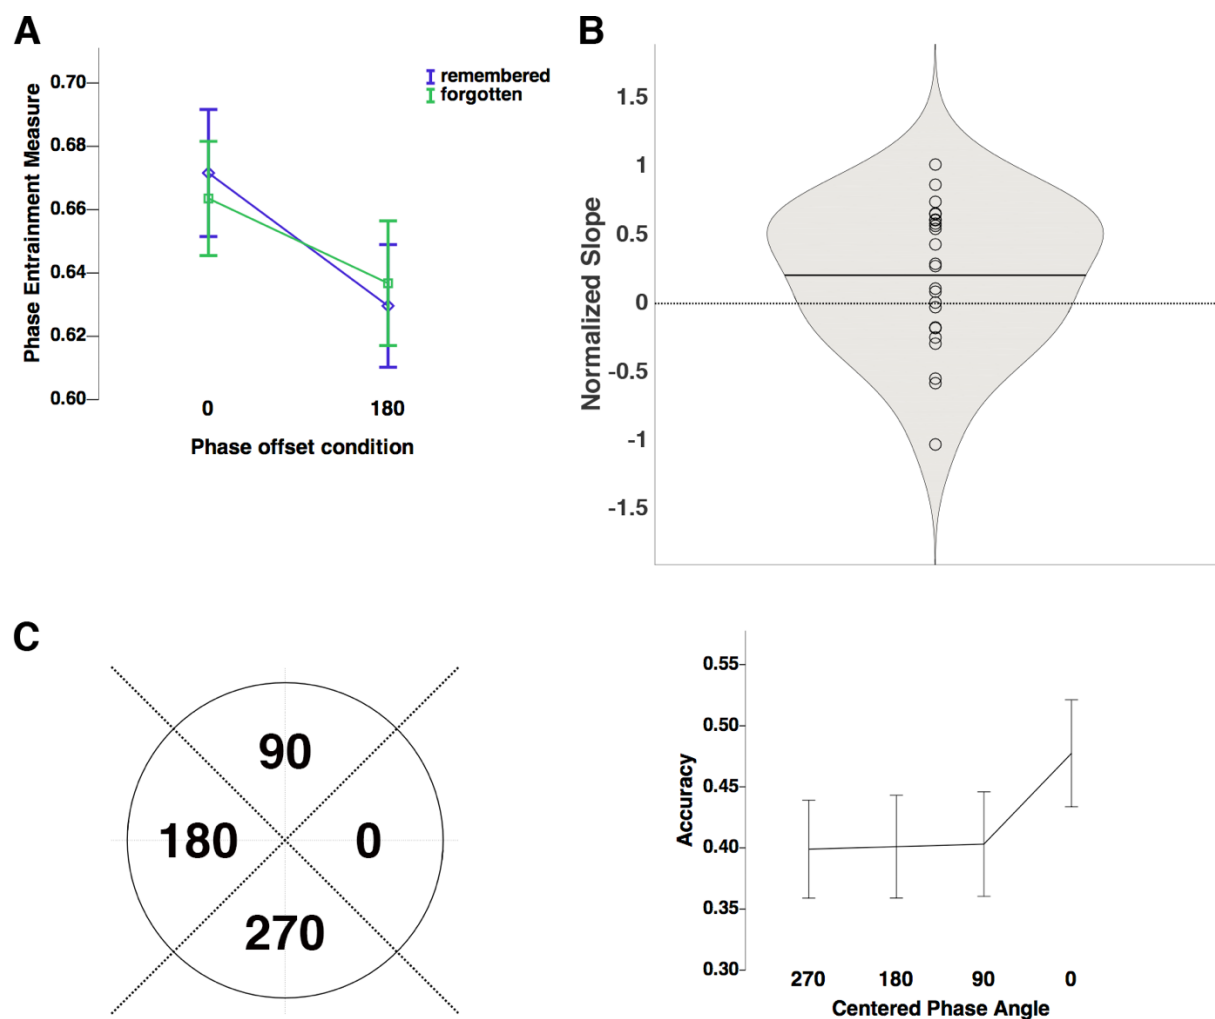 A
Phase Entrainment Measure
0.70
0.68
0.66
0.64
0.62
0.60
0
180
Phase offset condition
remembered
forgotten
B
Normalized Slope
1.5
1
0.5
0
-0.5
-1
-1.5
C
90
180
0
270
Accuracy
0.55
0.50
0.45
0.40
0.35
0.30
270
180
90
0
Centered Phase Angle